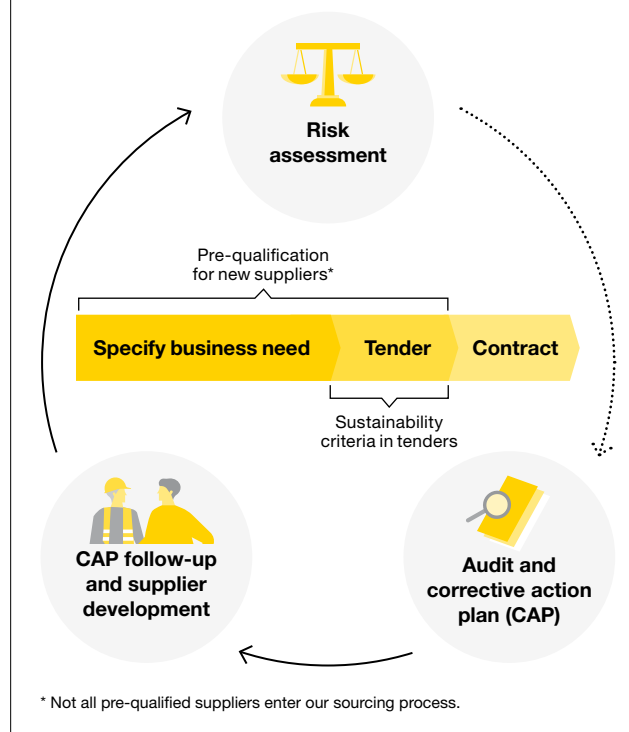 Risk
assessment
Pre-qualification
for new suppliers*
Specify business need
Tender
Contract
Sustainability
criteria in tenders
CAP follow-up
and supplier
development
Audit and
corrective action
plan (CAP)
* Not all pre-qualified suppliers enter our sourcing process.